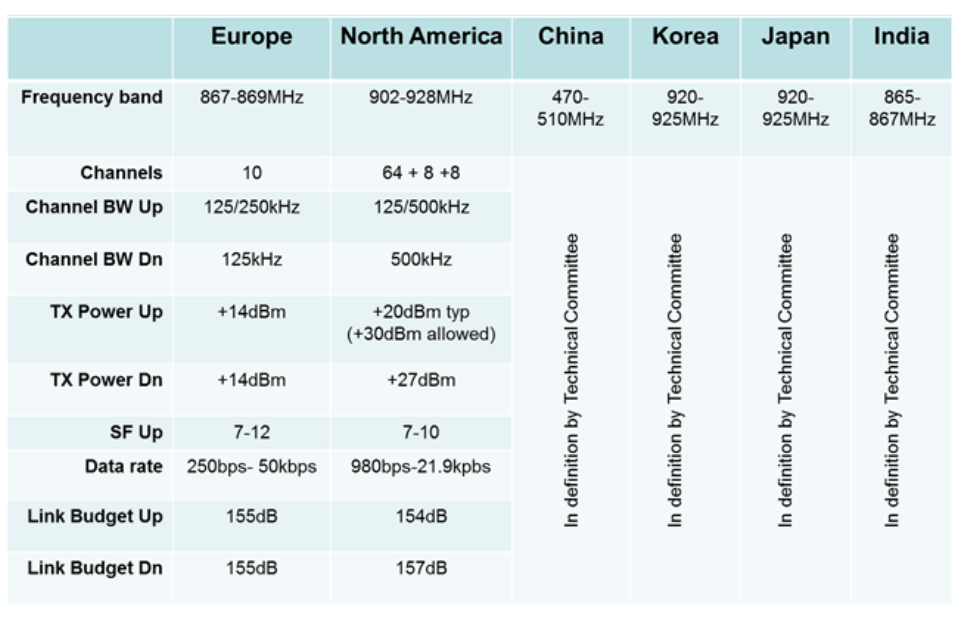 Europe North America China Korea Japan India
Frequency band 867-869MHz 902-928MHz 470- 920- 920- 865-
510MHz 925MHz 925MHz 867MHz
Channels 10 64 + 8 +8
Channel BW Up 125/250kHz 125/500kHz
Channel BW Dn 125kHz 500kHz
TX Power Up +14dBm +20dBm typ
(+30dBm allowed)
TX Power Dn +14dBm +27dBm
SF Up 7-12 7-10
Data rate 250bps- 50kbps 980bps-21.9kpbs
Link Budget Up 155dB 154dB
Link Budget Dn 155dB 157dB
In definition by Technical Committee
In definition by Technical Committee
In definition by Technical Committee
In definition by Technical Committee